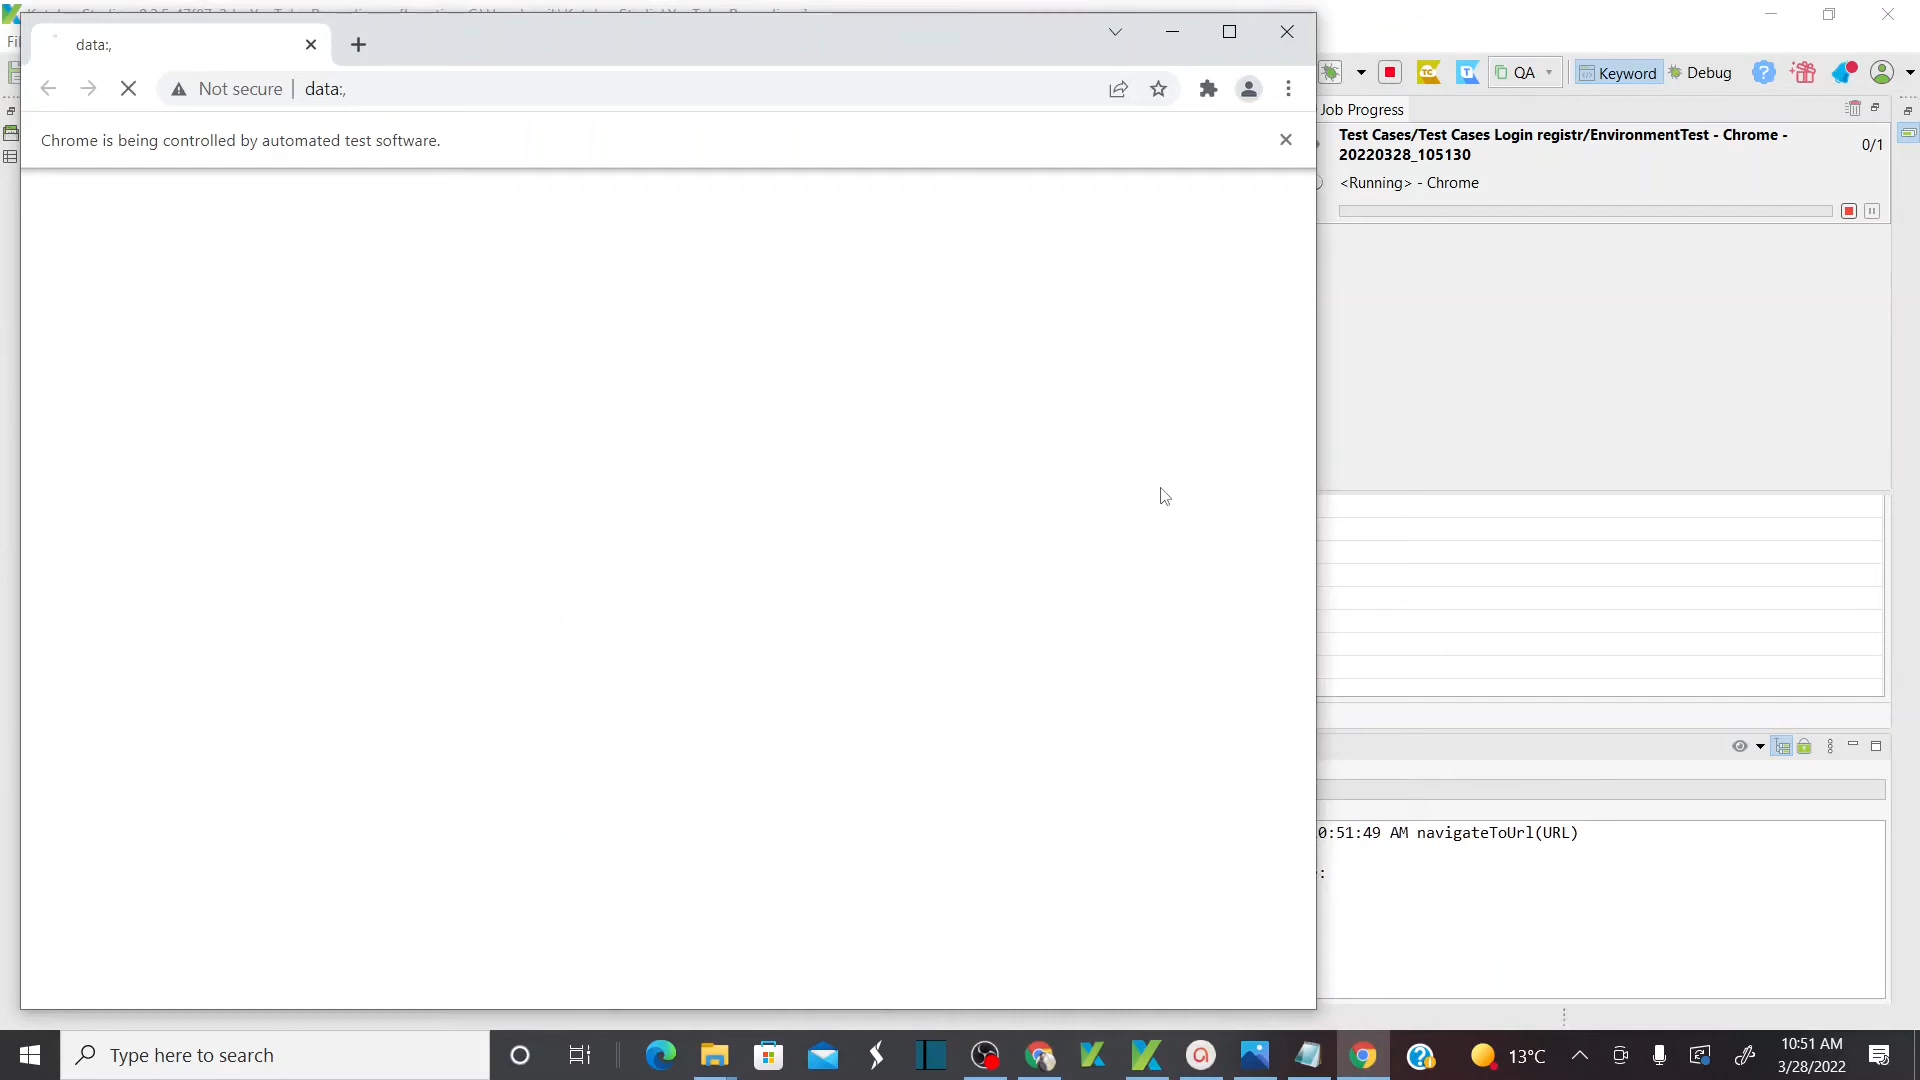 data:,
Not secure
data:,
Chrome is being controlled by automated test software.
QA
Keyword
Debug
Job Progress
Test Cases/Test Cases Login registr/EnvironmentTest - Chrome -
20220328_105130
0/1
<Running> - Chrome
0:51:49 AM navigateToUrl(URL)
:
Type here to search
13°C
10:51 AM
3/28/2022